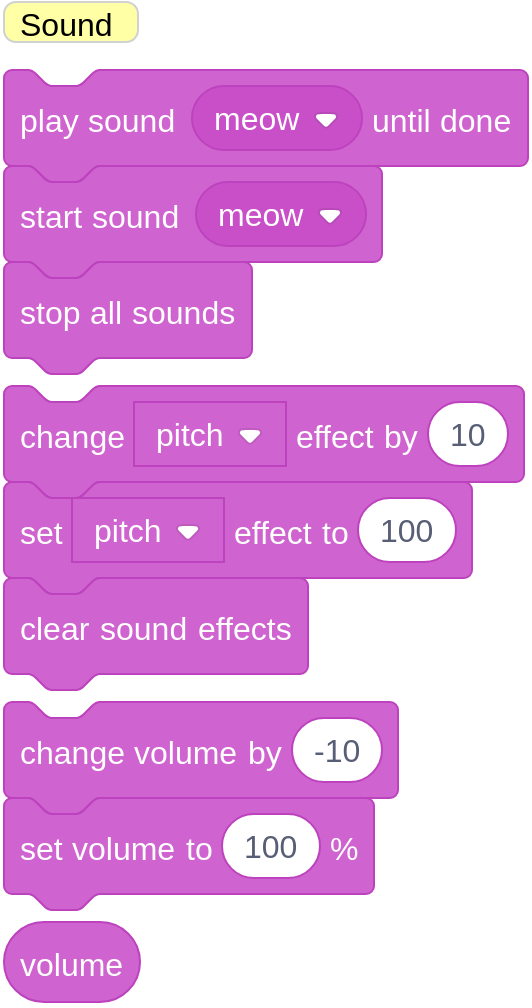 Sound
play sound meow until done
start sound meow
stop all sounds
change pitch effect by 10
set pitch effect to 100
clear sound effects
change volume by -10
set volume to 100 %
volume